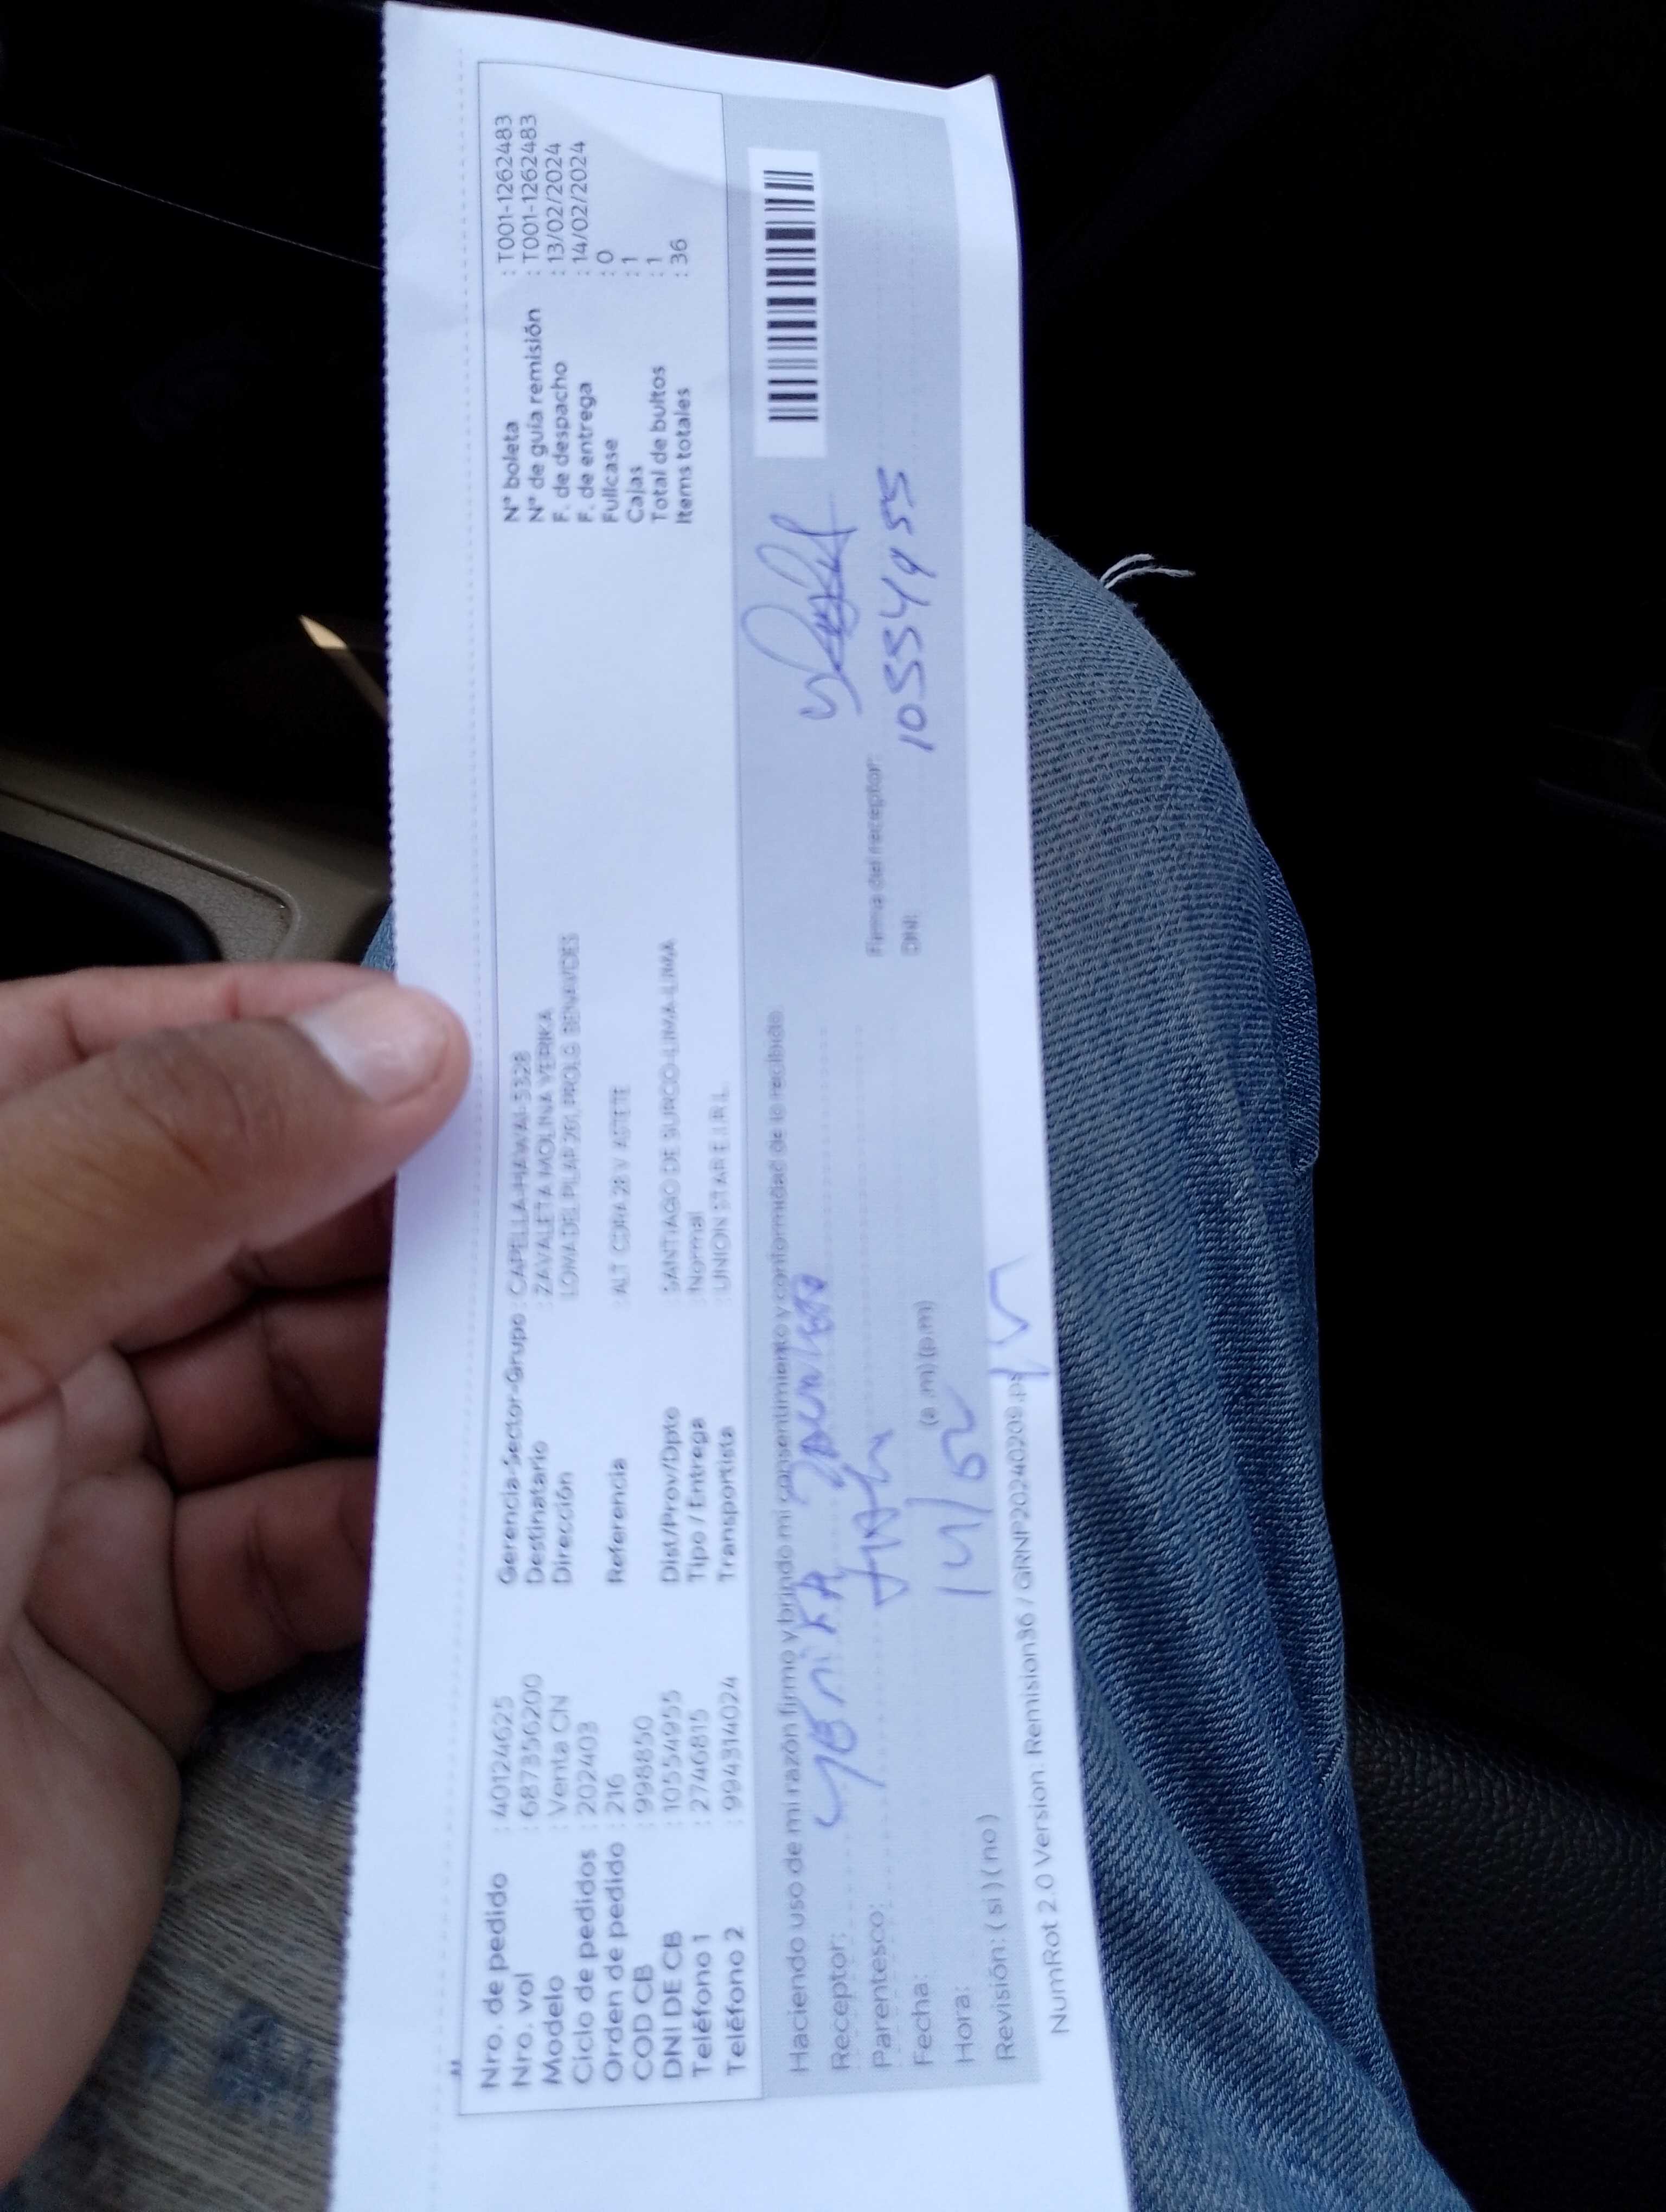 Nro. de pedido : 40124625
Nro. vol : 687356200
Modelo : Venta CN
Ciclo de pedidos : 202403
Orden de pedido : 216
COD CB : 998850
DNI DE CB : 10554955
Teléfono 1 : 2746815
Teléfono 2 : 994314024
Gerencia-Sector-Grupo : CAPELLA-HAWAI-5328
Destinatario : ZAVALETA MOLINA YERIKA
Dirección LOMA DEL PILAR 261, PROLG. BENAVIDES
Referencia : ALT CDRA 28 V ASTETE
Dist/Prov/Dpto : SANTIAGO DE SURCO-LIMA-LIMA
Tipo / Entrega : Normal
Transportista : UNION STAR E.I.R.L.
N° boleta : T001-1262483
N° de guía remisión : T001-1262483
F. de despacho : 13/02/2024
F. de entrega : 14/02/2024
Fullcase : 0
Cajas : 1
Total de bultos : 1
Items totales : 36
Haciendo uso de mi razón firmo y brindo mi consentimiento y conformidad de lo recibido.
Receptor:
Parentesco:
Fecha: 14/02
Hora: (a.m) (p.m)
Revisión: ( si ) ( no )
Firma del receptor:
DNI: 10554955
NumRot 2.0 Version: Remision36 / GRNP20240209.ps